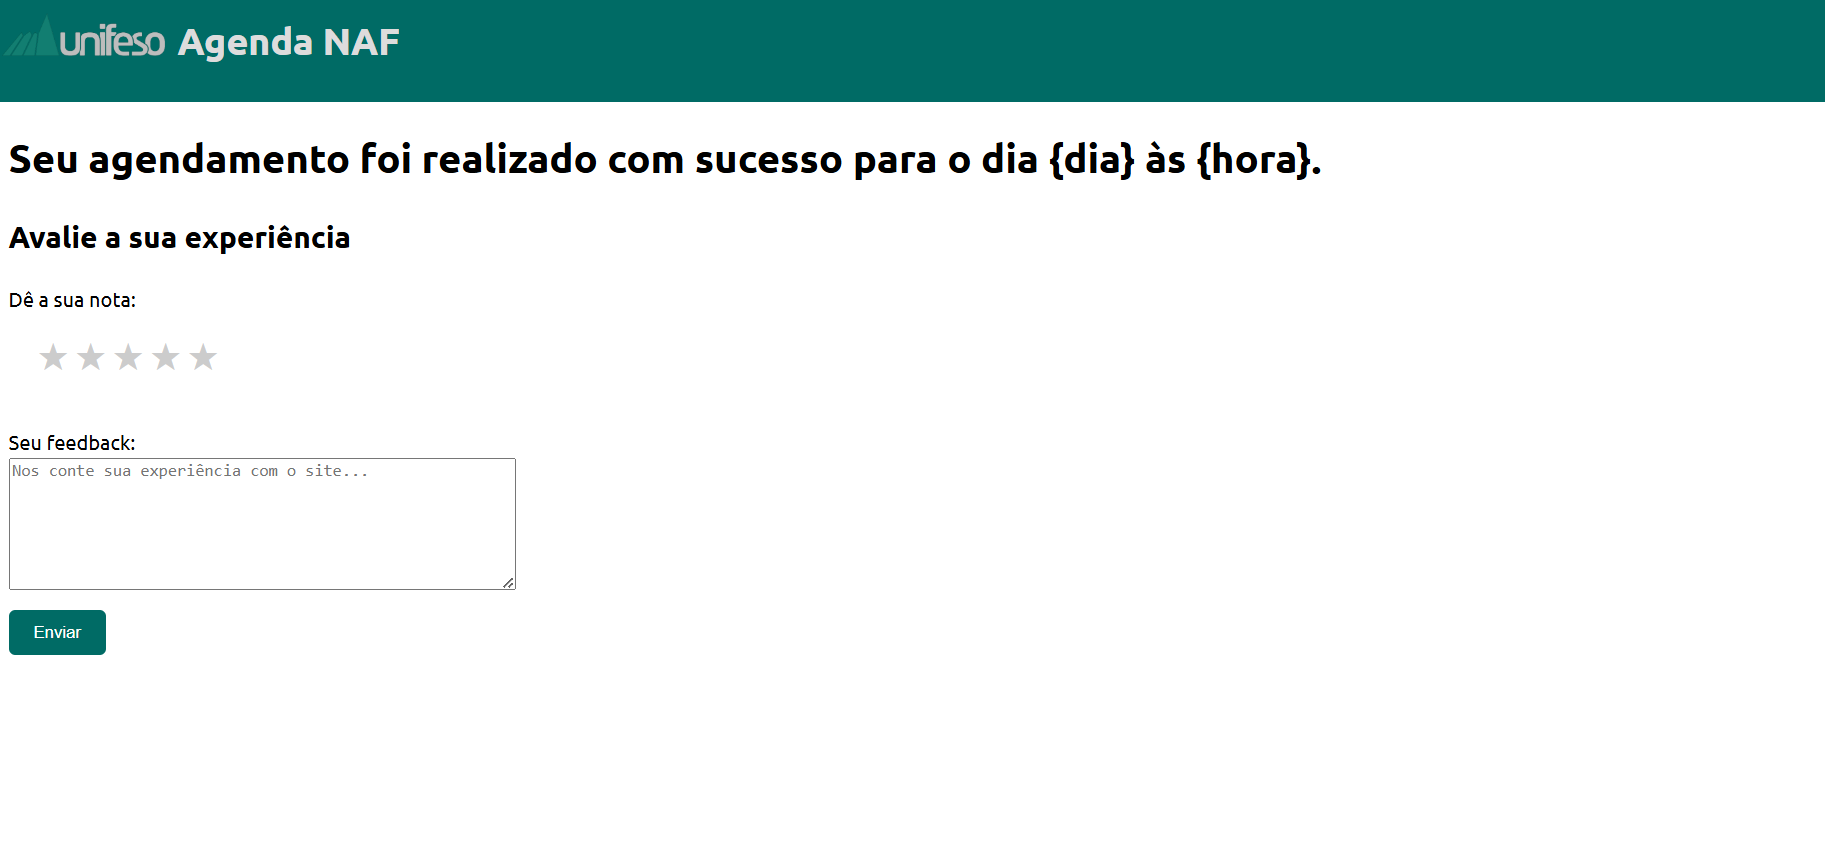 unifeso Agenda NAF
Seu agendamento foi realizado com sucesso para o dia {dia} às {hora}.
Avalie a sua experiência
Dê a sua nota:
★ ★ ★ ★ ★
Seu feedback:
Nos conte sua experiência com o site...
Enviar